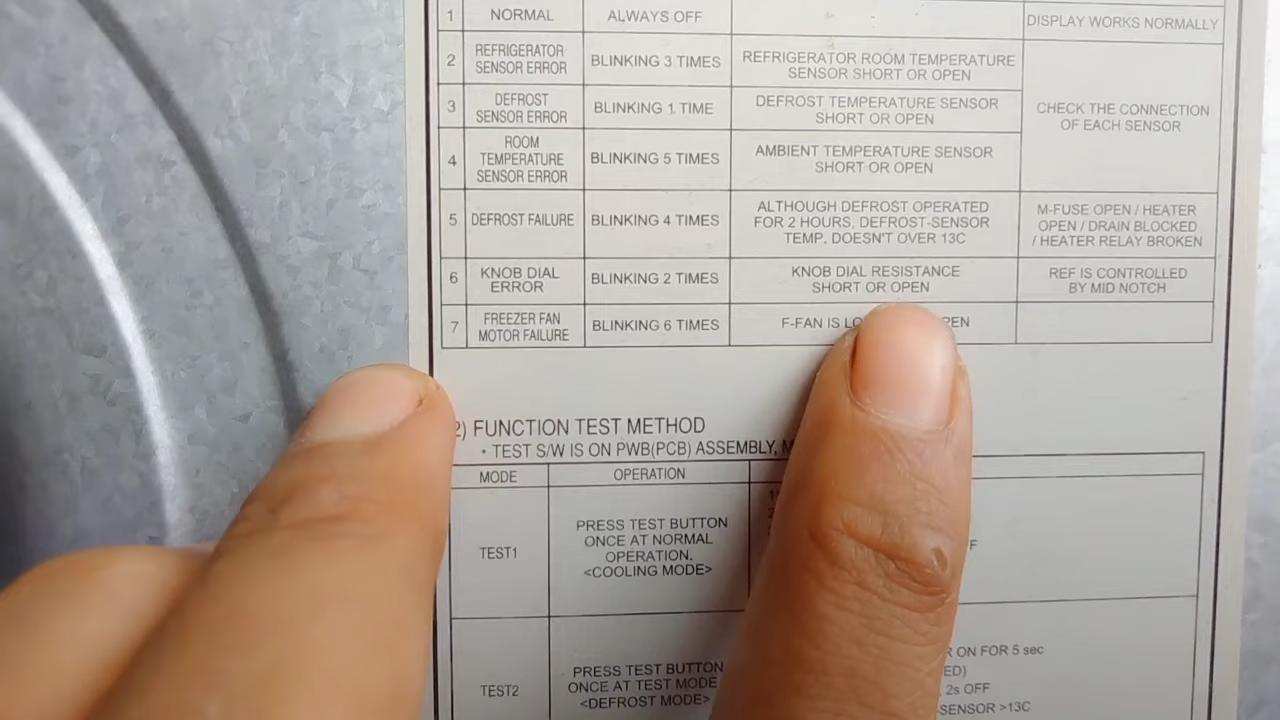 1 NORMAL ALWAYS OFF DISPLAY WORKS NORMALLY
2 REFRIGERATOR SENSOR ERROR BLINKING 3 TIMES REFRIGERATOR ROOM TEMPERATURE SENSOR SHORT OR OPEN
CHECK THE CONNECTION OF EACH SENSOR
3 DEFROST SENSOR ERROR BLINKING 1 TIME DEFROST TEMPERATURE SENSOR SHORT OR OPEN
4 ROOM TEMPERATURE SENSOR ERROR BLINKING 5 TIMES AMBIENT TEMPERATURE SENSOR SHORT OR OPEN
5 DEFROST FAILURE BLINKING 4 TIMES ALTHOUGH DEFROST OPERATED FOR 2 HOURS, DEFROST-SENSOR TEMP. DOESN'T OVER 13C M-FUSE OPEN / HEATER OPEN / DRAIN BLOCKED / HEATER RELAY BROKEN
6 KNOB DIAL ERROR BLINKING 2 TIMES KNOB DIAL RESISTANCE SHORT OR OPEN REF IS CONTROLLED BY MID NOTCH
7 FREEZER FAN MOTOR FAILURE BLINKING 6 TIMES F-FAN IS
2) FUNCTION TEST METHOD
• TEST S/W IS ON PWB(PCB) ASSEMBLY,
MODE OPERATION
TEST1 PRESS TEST BUTTON ONCE AT NORMAL OPERATION. <COOLING MODE>
TEST2 PRESS TEST BUTTON ONCE AT TEST MODE <DEFROST MODE>
ON FOR 5 sec
2s OFF
-SENSOR >13C